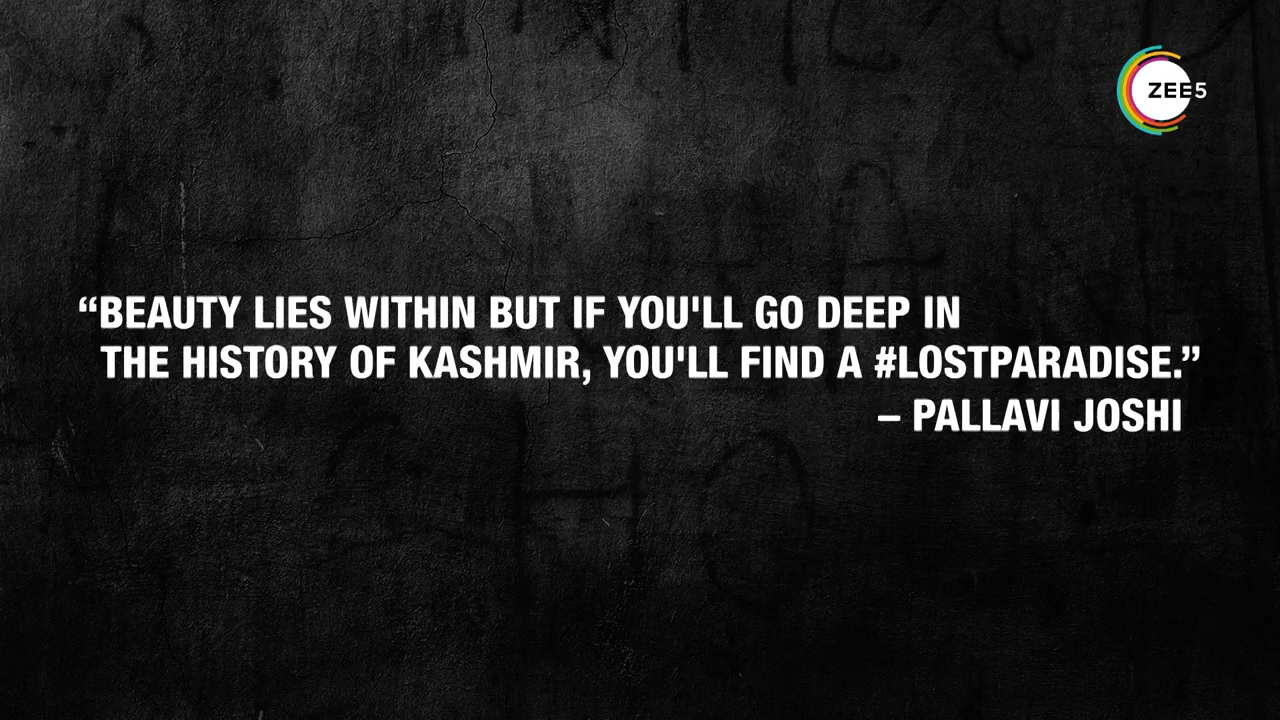 ZEE5
“BEAUTY LIES WITHIN BUT IF YOU'LL GO DEEP IN
THE HISTORY OF KASHMIR, YOU'LL FIND A #LOSTPARADISE.”
– PALLAVI JOSHI